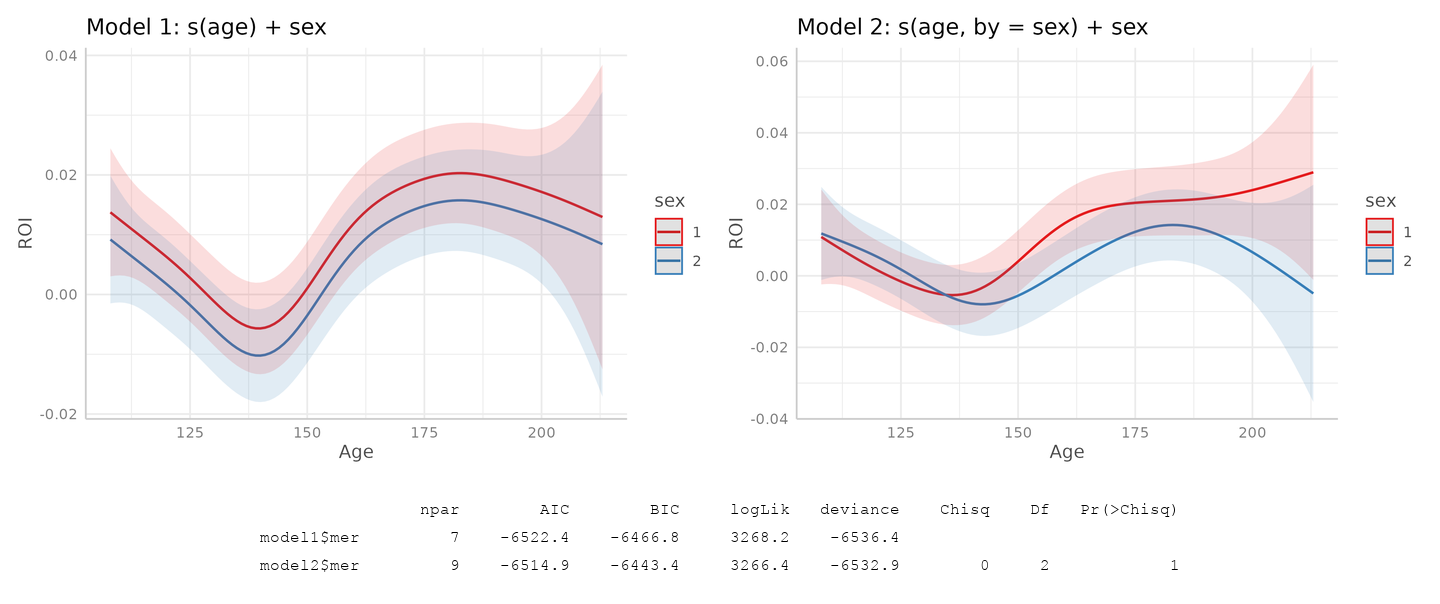 Model 1: s(age) + sex
0.04
0.02
0.00
-0.02
ROI
125 150 175 200
Age
sex
1
2
Model 2: s(age, by = sex) + sex
0.06
0.04
0.02
0.00
-0.02
-0.04
ROI
125 150 175 200
Age
sex
1
2
npar AIC BIC logLik deviance Chisq Df Pr(>Chisq)
model1$mer 7 -6522.4 -6466.8 3268.2 -6536.4
model2$mer 9 -6514.9 -6443.4 3266.4 -6532.9 0 2 1